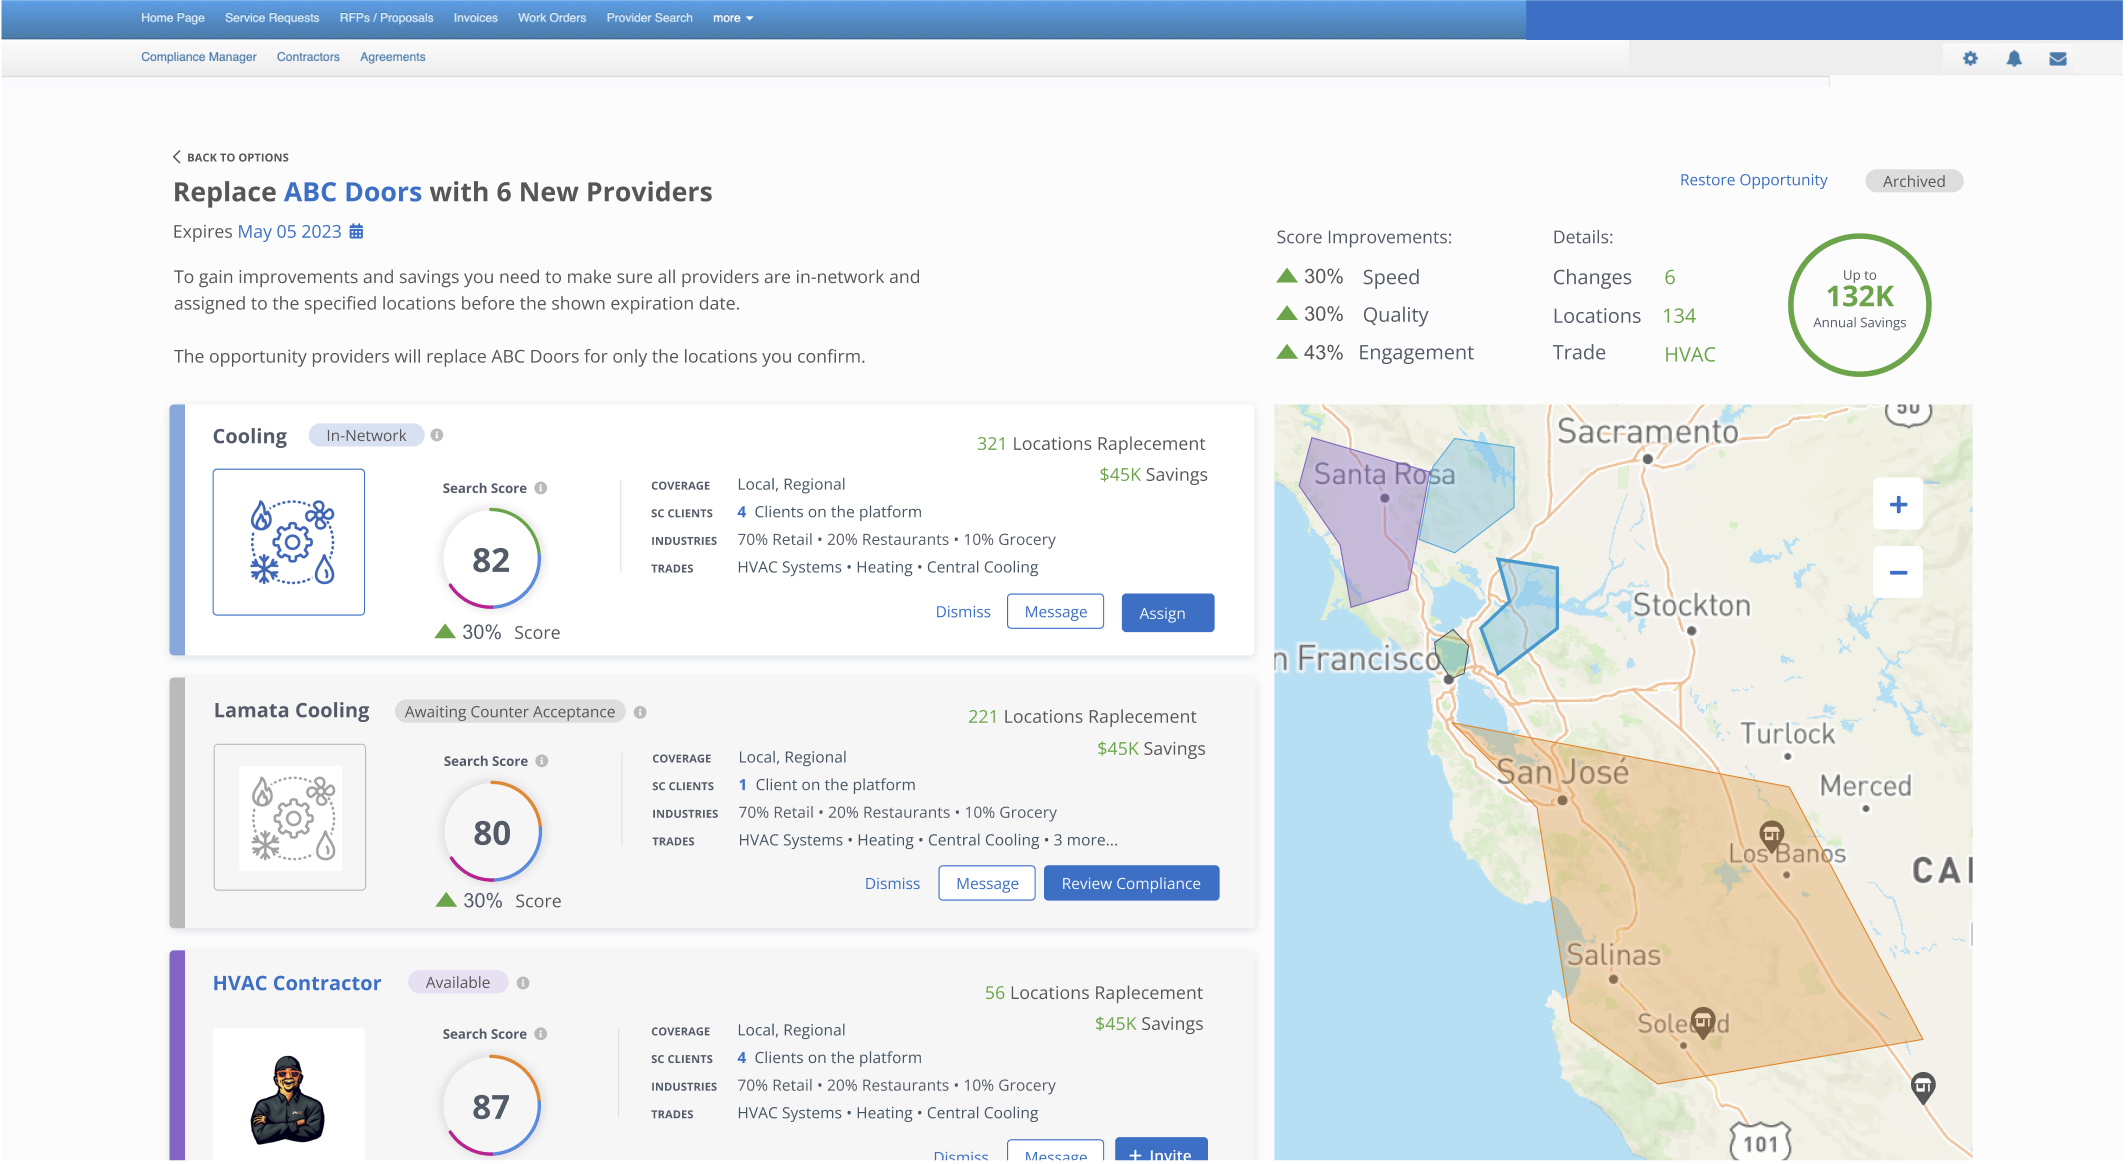 Home Page Service Requests RFPs / Proposals Invoices Work Orders Provider Search more
Compliance Manager Contractors Agreements
BACK TO OPTIONS
Replace ABC Doors with 6 New Providers
Expires May 05 2023
To gain improvements and savings you need to make sure all providers are in-network and
assigned to the specified locations before the shown expiration date.
The opportunity providers will replace ABC Doors for only the locations you confirm.
Restore Opportunity Archived
Score Improvements:
30% Speed
30% Quality
43% Engagement
Details:
Changes 6
Locations 134
Trade HVAC
Up to
132K
Annual Savings
Cooling In-Network
321 Locations Raplecement
$45K Savings
Search Score
82
30% Score
COVERAGE Local, Regional
SC CLIENTS 4 Clients on the platform
INDUSTRIES 70% Retail • 20% Restaurants • 10% Grocery
TRADES HVAC Systems • Heating • Central Cooling
Dismiss Message Assign
Lamata Cooling Awaiting Counter Acceptance
221 Locations Raplecement
$45K Savings
Search Score
80
30% Score
COVERAGE Local, Regional
SC CLIENTS 1 Client on the platform
INDUSTRIES 70% Retail • 20% Restaurants • 10% Grocery
TRADES HVAC Systems • Heating • Central Cooling • 3 more...
Dismiss Message Review Compliance
HVAC Contractor Available
56 Locations Raplecement
$45K Savings
Search Score
87
COVERAGE Local, Regional
SC CLIENTS 4 Clients on the platform
INDUSTRIES 70% Retail • 20% Restaurants • 10% Grocery
TRADES HVAC Systems • Heating • Central Cooling
Dismiss Message + Invite
50
Sacramento
Santa Rosa
+
−
Stockton
n Francisco
Turlock
San José
Merced
Los Banos
CAL
Salinas
Soledad
101